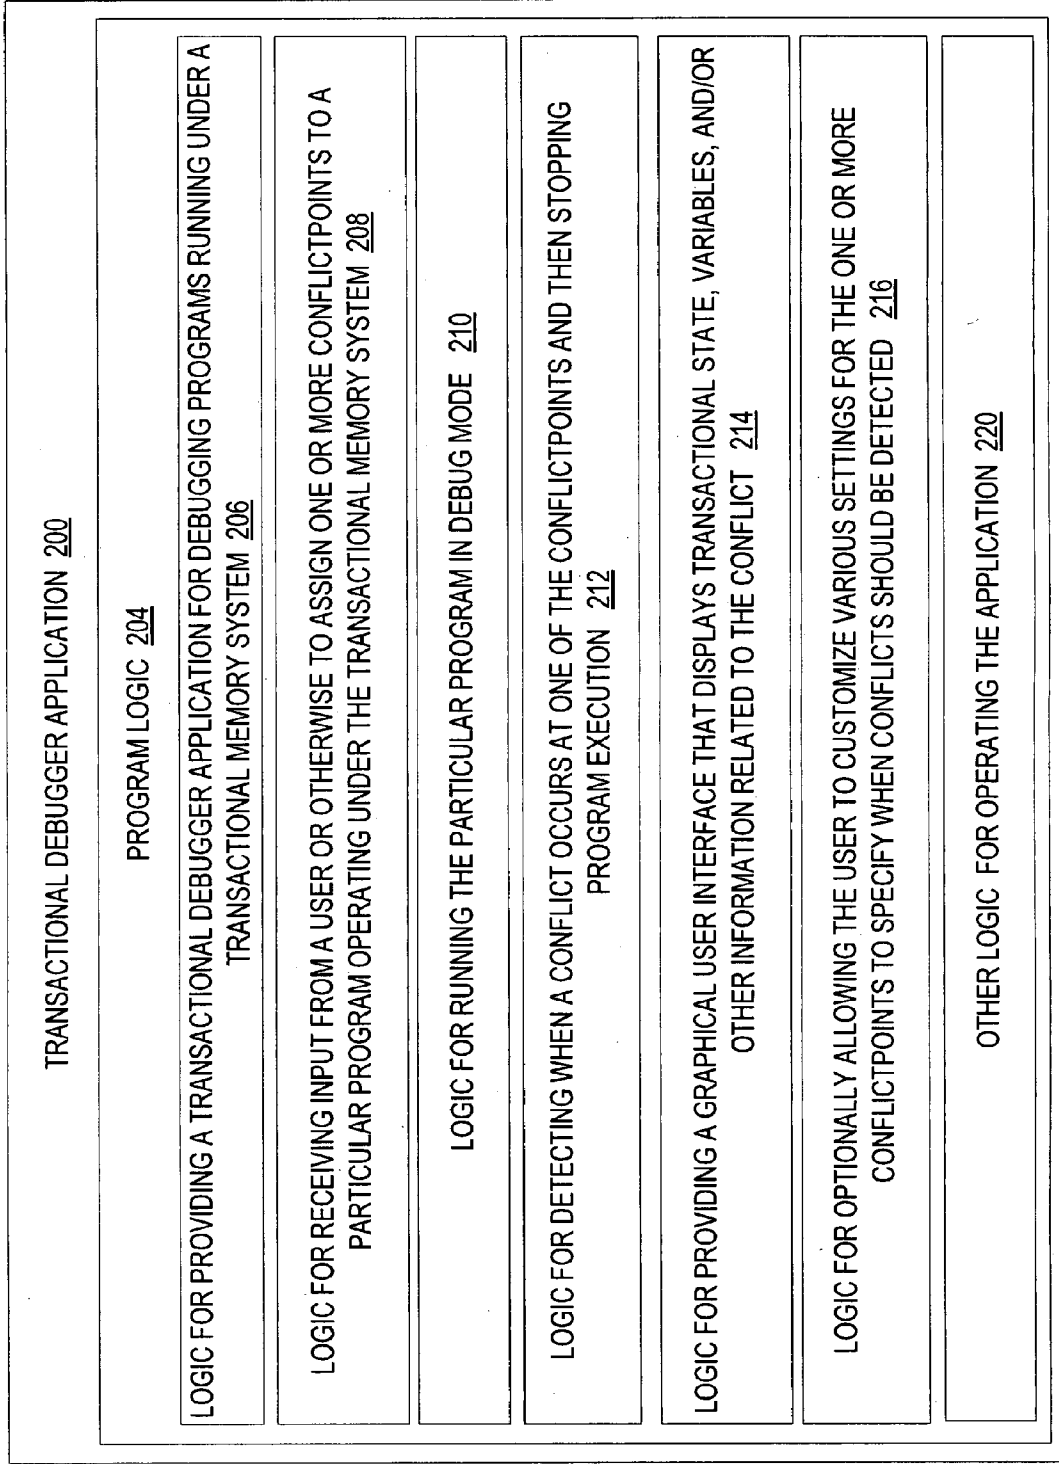 TRANSACTIONAL DEBUGGER APPLICATION 200
PROGRAM LOGIC 204
LOGIC FOR PROVIDING A TRANSACTIONAL DEBUGGER APPLICATION FOR DEBUGGING PROGRAMS RUNNING UNDER A
TRANSACTIONAL MEMORY SYSTEM 206
LOGIC FOR RECEIVING INPUT FROM A USER OR OTHERWISE TO ASSIGN ONE OR MORE CONFLICTPOINTS TO A
PARTICULAR PROGRAM OPERATING UNDER THE TRANSACTIONAL MEMORY SYSTEM 208
LOGIC FOR RUNNING THE PARTICULAR PROGRAM IN DEBUG MODE 210
LOGIC FOR DETECTING WHEN A CONFLICT OCCURS AT ONE OF THE CONFLICTPOINTS AND THEN STOPPING
PROGRAM EXECUTION 212
LOGIC FOR PROVIDING A GRAPHICAL USER INTERFACE THAT DISPLAYS TRANSACTIONAL STATE, VARIABLES, AND/OR
OTHER INFORMATION RELATED TO THE CONFLICT 214
LOGIC FOR OPTIONALLY ALLOWING THE USER TO CUSTOMIZE VARIOUS SETTINGS FOR THE ONE OR MORE
CONFLICTPOINTS TO SPECIFY WHEN CONFLICTS SHOULD BE DETECTED 216
OTHER LOGIC FOR OPERATING THE APPLICATION 220